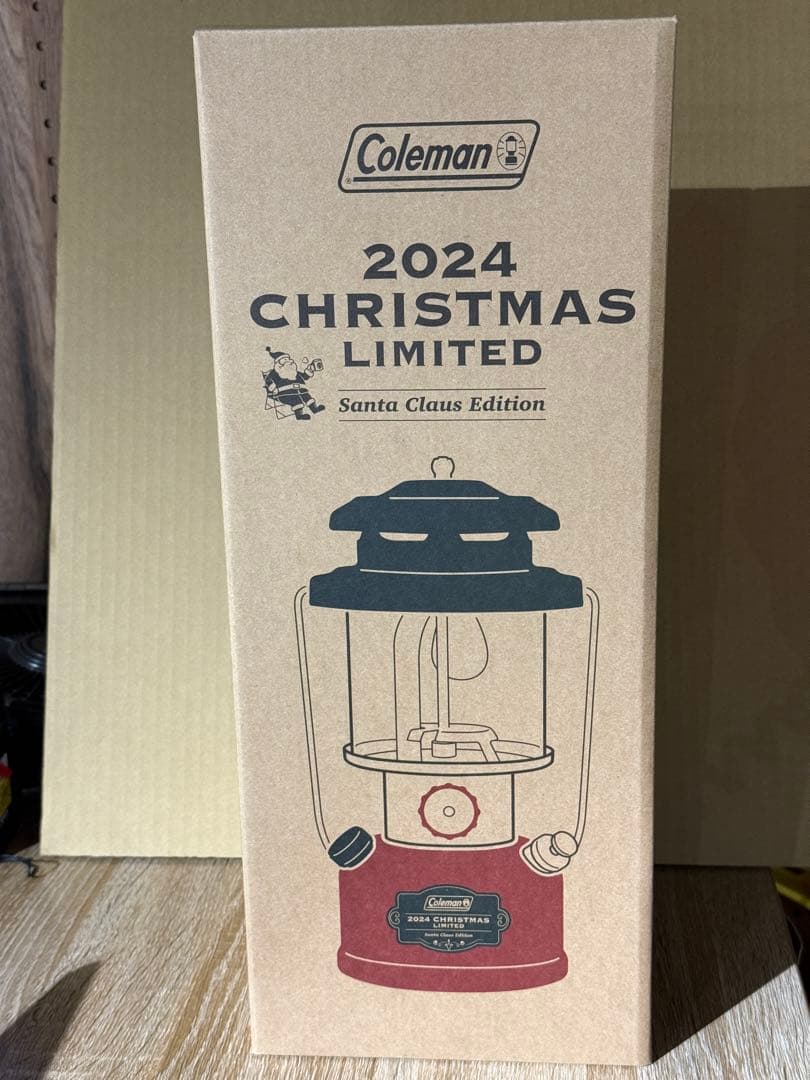 Coleman
2024
CHRISTMAS
LIMITED
Santa Claus Edition
Coleman
2024 CHRISTMAS
LIMITED
Santa Claus Edition